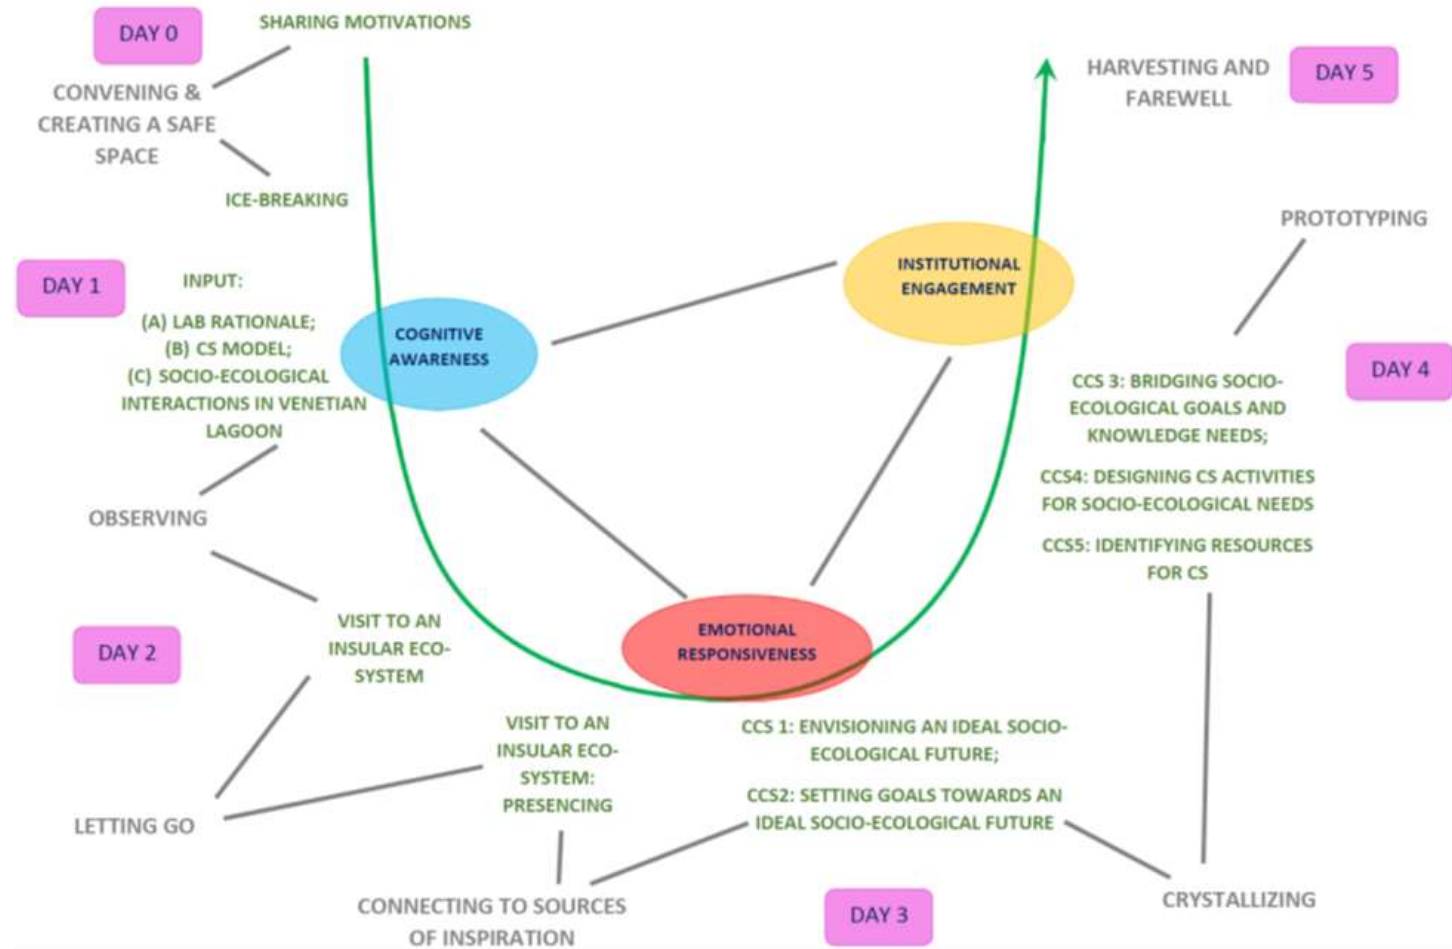 DAY 0
SHARING MOTIVATIONS
CONVENING &
CREATING A SAFE
SPACE
ICE-BREAKING
DAY 1
INPUT:
(A) LAB RATIONALE;
(B) CS MODEL;
(C) SOCIO-ECOLOGICAL
INTERACTIONS IN VENETIAN
LAGOON
OBSERVING
DAY 2
VISIT TO AN
INSULAR ECO-
SYSTEM
LETTING GO
VISIT TO AN
INSULAR ECO-
SYSTEM:
PRESENCING
CONNECTING TO SOURCES
OF INSPIRATION
COGNITIVE
AWARENESS
EMOTIONAL
RESPONSIVENESS
INSTITUTIONAL
ENGAGEMENT
CCS 1: ENVISIONING AN IDEAL SOCIO-
ECOLOGICAL FUTURE;
CCS2: SETTING GOALS TOWARDS AN
IDEAL SOCIO-ECOLOGICAL FUTURE
DAY 3
CRYSTALLIZING
CCS 3: BRIDGING SOCIO-
ECOLOGICAL GOALS AND
KNOWLEDGE NEEDS;
CCS4: DESIGNING CS ACTIVITIES
FOR SOCIO-ECOLOGICAL NEEDS
CCS5: IDENTIFYING RESOURCES
FOR CS
DAY 4
PROTOTYPING
HARVESTING AND
FAREWELL
DAY 5